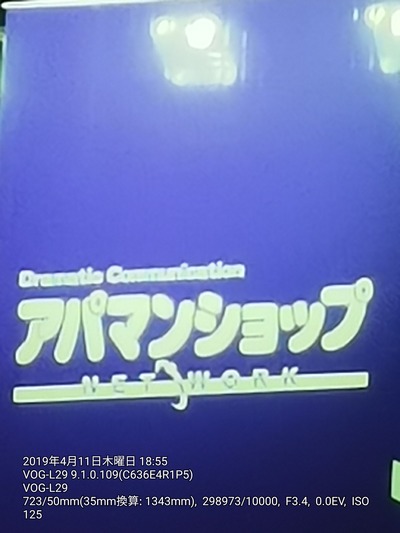 Dramatic Communication
アパマンショップ
NETWORK
2019年4月11日木曜日 18:55
VOG-L29 9.1.0.109(C636E4R1P5)
VOG-L29
723/50mm(35mm換算: 1343mm), 298973/10000, F3.4, 0.0EV, ISO
125